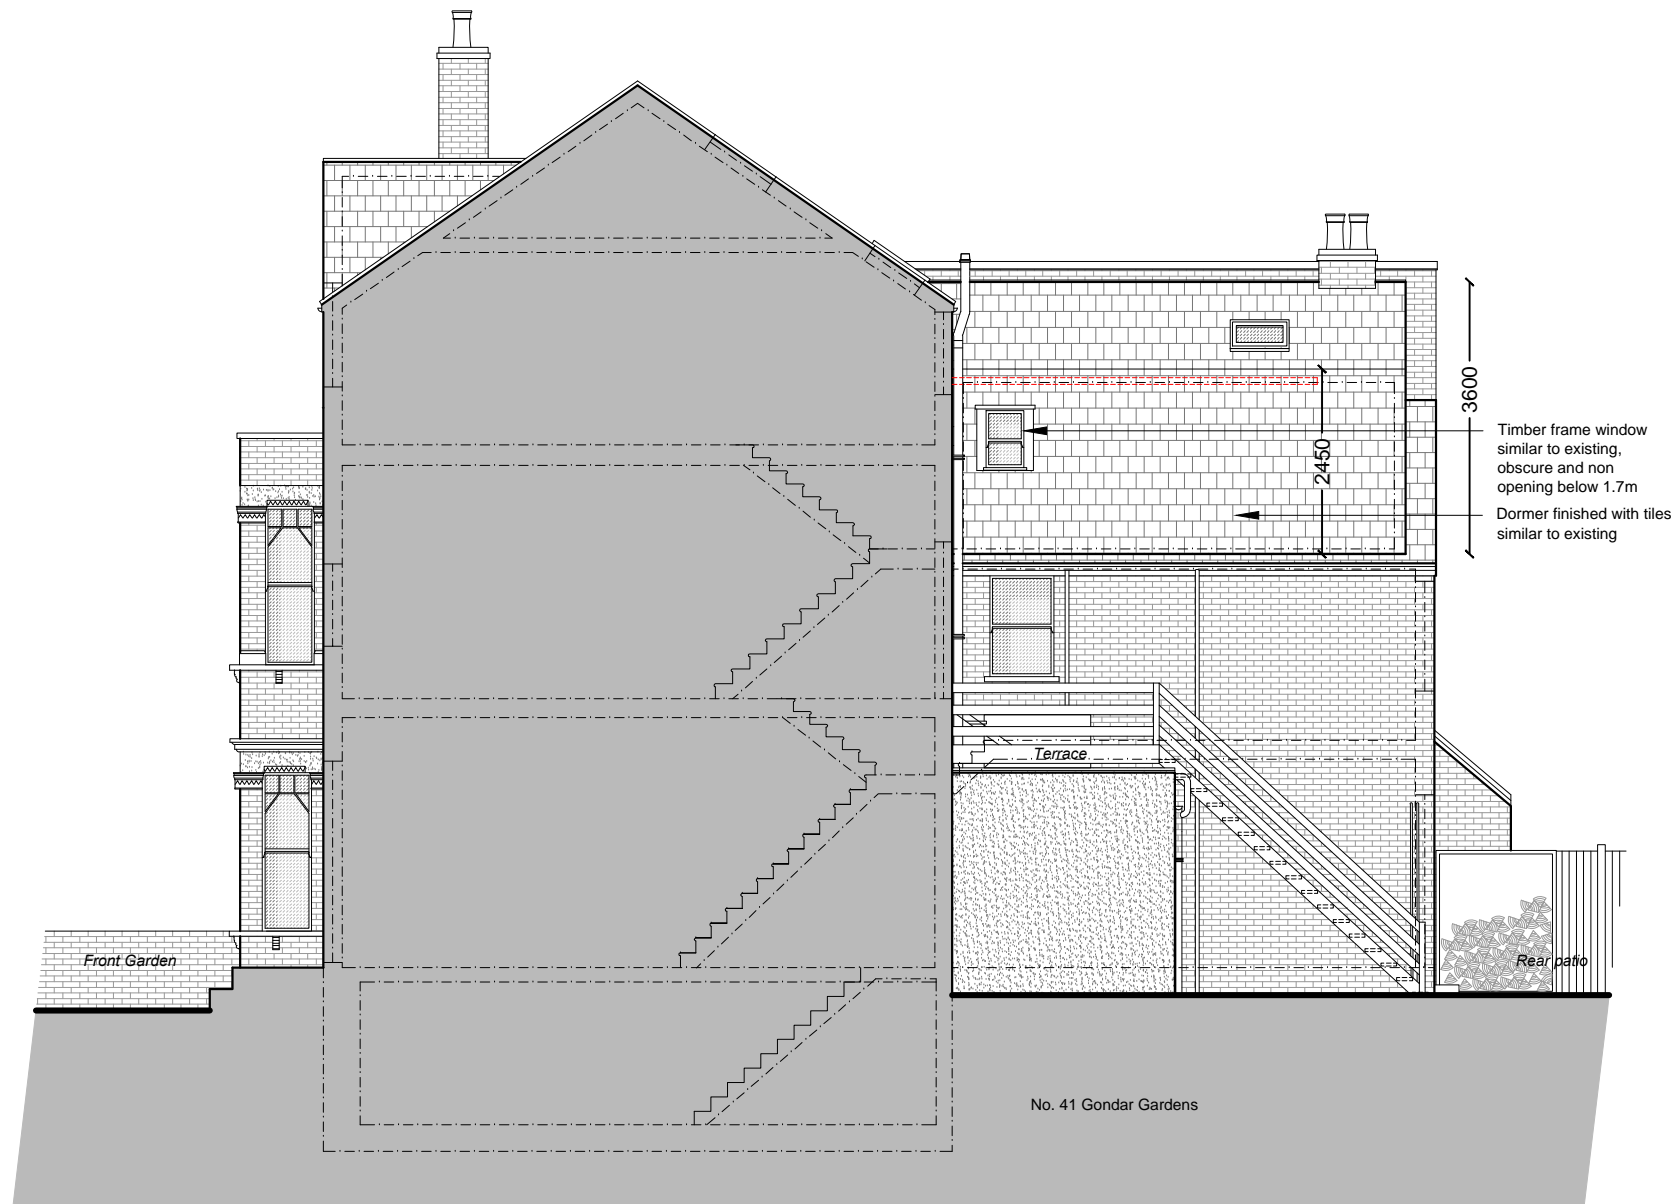 3600
2450
Timber frame window
similar to existing,
obscure and non
opening below 1.7m
Dormer finished with tiles
similar to existing
Terrace
Front Garden
Rear patio
No. 41 Gondar Gardens